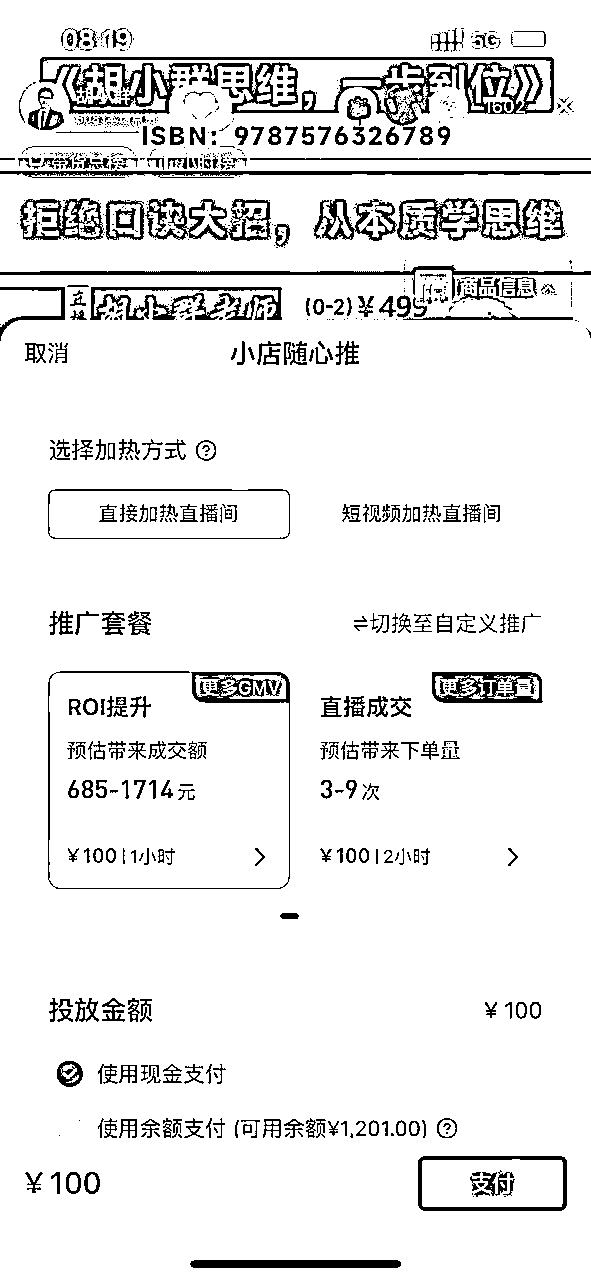 08:19 5G
《胡小群思维,一步到位》
1602
ISBN: 9787576326789
拒绝口诀大招,从本质学思维
商品信息
直播
胡小群老师
(0-2)¥499
取消
小店随心推
选择加热方式 ?
直接加热直播间
短视频加热直播间
推广套餐
⇌切换至自定义推广
更多GMV
ROI提升
预估带来成交额
685-1714元
¥100 | 1小时
更多订单量
直播成交
预估带来下单量
3-9次
¥100 | 2小时
投放金额
¥100
使用现金支付
使用余额支付 (可用余额¥1,201.00) ?
¥100
支付